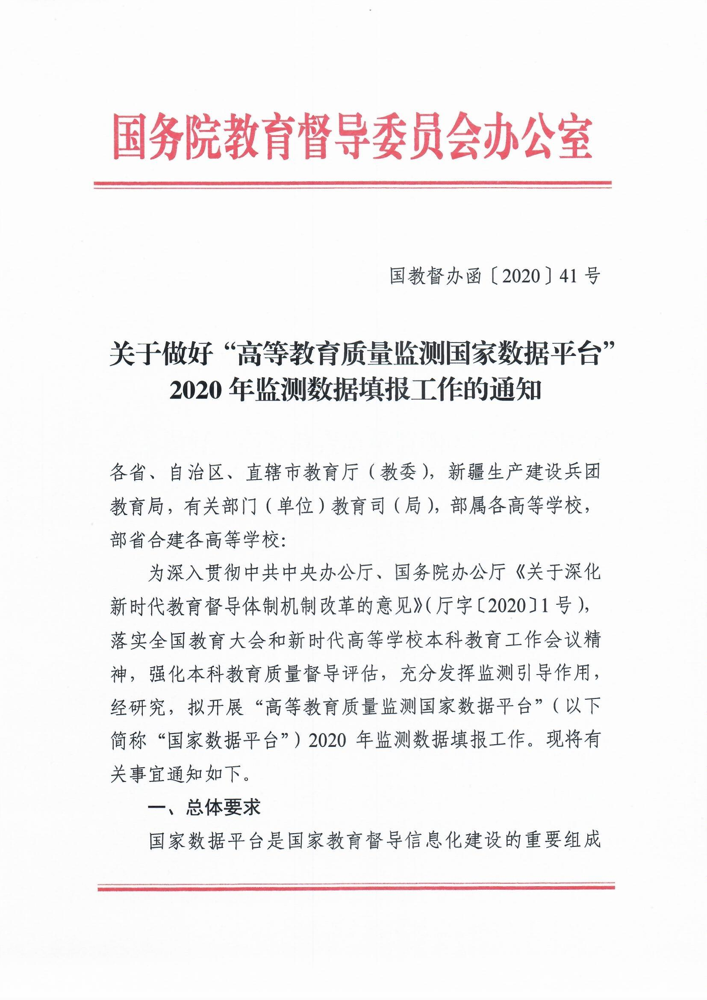 国务院教育督导委员会办公室
国教督办函〔2020〕41 号
关于做好“高等教育质量监测国家数据平台”
2020 年监测数据填报工作的通知
各省、自治区、直辖市教育厅（教委），新疆生产建设兵团
教育局，有关部门（单位）教育司（局），部属各高等学校，
部省合建各高等学校：
为深入贯彻中共中央办公厅、国务院办公厅《关于深化
新时代教育督导体制机制改革的意见》（厅字〔2020〕1 号），
落实全国教育大会和新时代高等学校本科教育工作会议精
神，强化本科教育质量督导评估，充分发挥监测引导作用，
经研究，拟开展“高等教育质量监测国家数据平台”（以下
简称“国家数据平台”）2020 年监测数据填报工作。现将有
关事宜通知如下。
一、总体要求
国家数据平台是国家教育督导信息化建设的重要组成